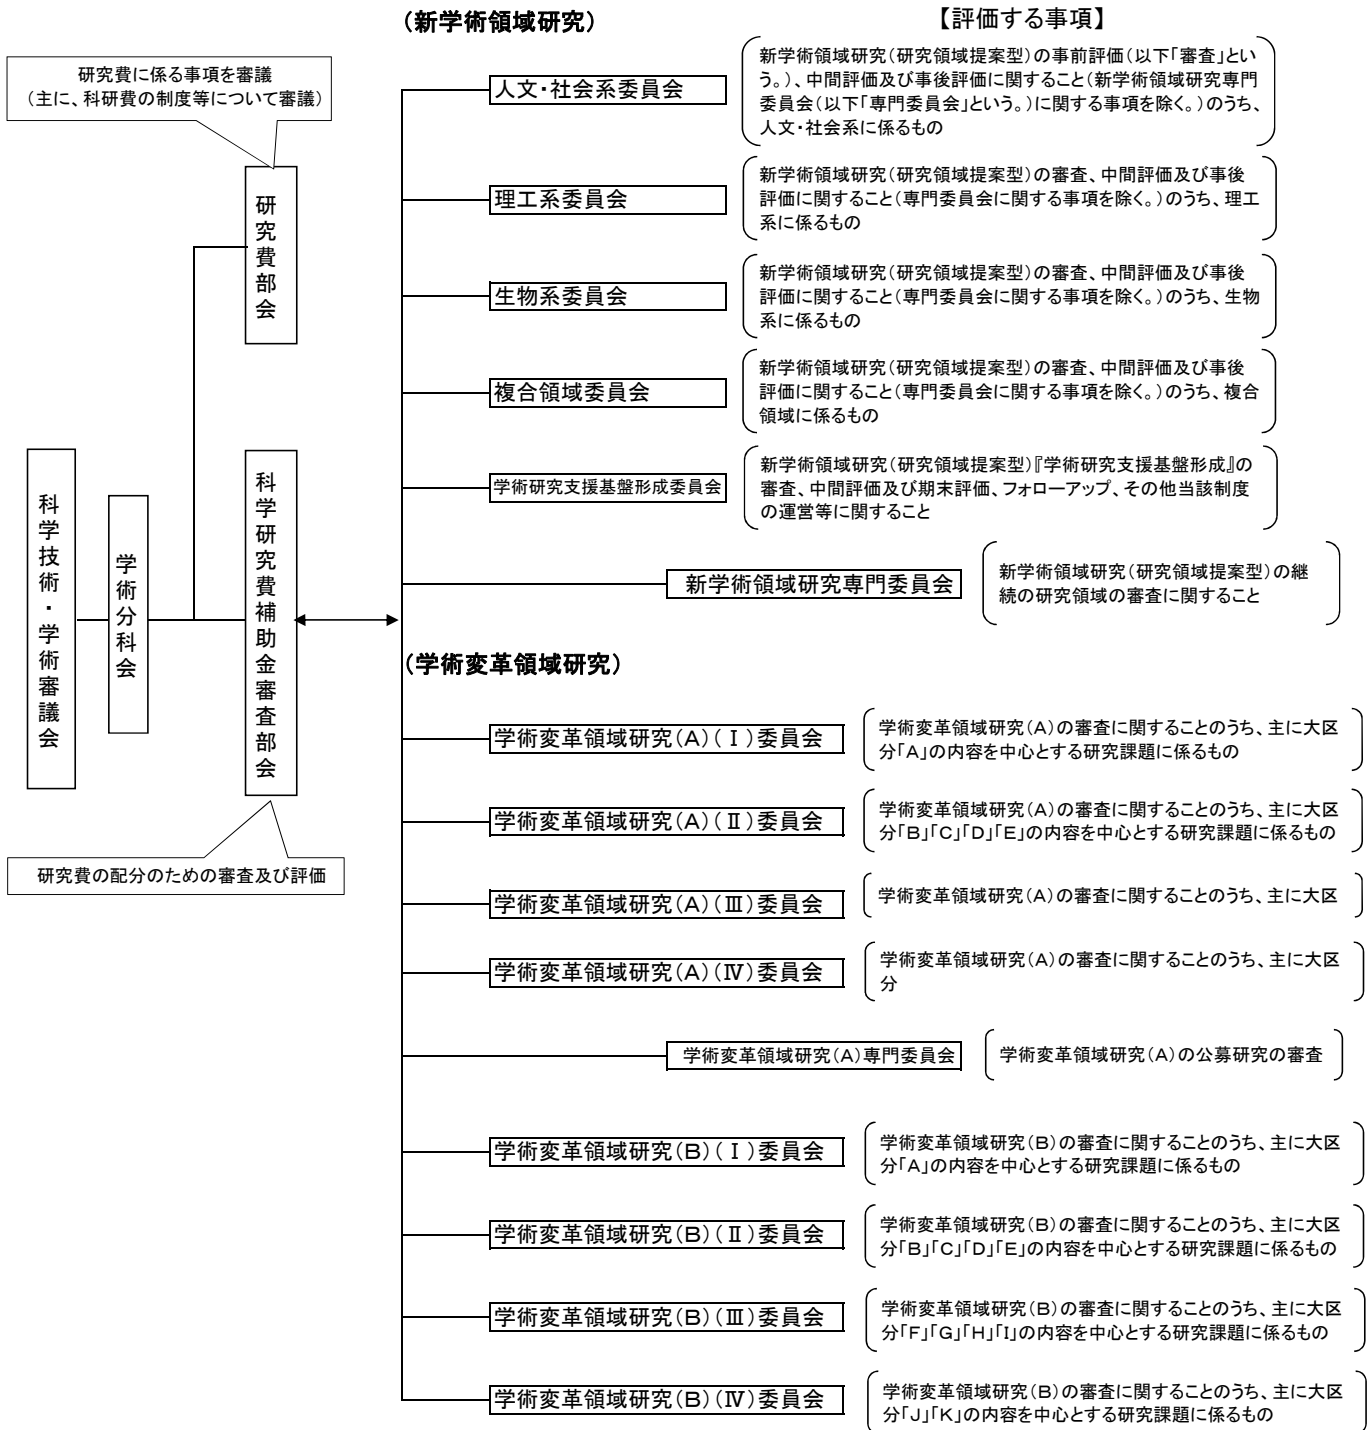 (新学術領域研究)
【評価する事項】
研究費に係る事項を審議
(主に、科研費の制度等について審議)
研究費部会
科学技術・学術審議会
学術分科会
科学研究費補助金審査部会
研究費の配分のための審査及び評価
人文・社会系委員会
新学術領域研究(研究領域提案型)の事前評価(以下「審査」とい
う。)、中間評価及び事後評価に関すること(新学術領域研究専門
委員会(以下「専門委員会」という。)に関する事項を除く。)のうち、
人文・社会系に係るもの
理工系委員会
新学術領域研究(研究領域提案型)の審査、中間評価及び事後
評価に関すること(専門委員会に関する事項を除く。)のうち、理工
系に係るもの
生物系委員会
新学術領域研究(研究領域提案型)の審査、中間評価及び事後
評価に関すること(専門委員会に関する事項を除く。)のうち、生物
系に係るもの
複合領域委員会
新学術領域研究(研究領域提案型)の審査、中間評価及び事後
評価に関すること(専門委員会に関する事項を除く。)のうち、複合
領域に係るもの
学術研究支援基盤形成委員会
新学術領域研究(研究領域提案型)『学術研究支援基盤形成』の
審査、中間評価及び期末評価、フォローアップ、その他当該制度
の運営等に関すること
新学術領域研究専門委員会
新学術領域研究(研究領域提案型)の継
続の研究領域の審査に関すること
(学術変革領域研究)
学術変革領域研究(A)(Ⅰ)委員会
学術変革領域研究(A)の審査に関することのうち、主に大区
分「A」の内容を中心とする研究課題に係るもの
学術変革領域研究(A)(Ⅱ)委員会
学術変革領域研究(A)の審査に関することのうち、主に大区
分「B」「C」「D」「E」の内容を中心とする研究課題に係るもの
学術変革領域研究(A)(Ⅲ)委員会
学術変革領域研究(A)の審査に関することのうち、主に大区
学術変革領域研究(A)(Ⅳ)委員会
学術変革領域研究(A)の審査に関することのうち、主に大区
分
学術変革領域研究(A)専門委員会
学術変革領域研究(A)の公募研究の審査
学術変革領域研究(B)(Ⅰ)委員会
学術変革領域研究(B)の審査に関することのうち、主に大区
分「A」の内容を中心とする研究課題に係るもの
学術変革領域研究(B)(Ⅱ)委員会
学術変革領域研究(B)の審査に関することのうち、主に大区
分「B」「C」「D」「E」の内容を中心とする研究課題に係るもの
学術変革領域研究(B)(Ⅲ)委員会
学術変革領域研究(B)の審査に関することのうち、主に大区
分「F」「G」「H」「I」の内容を中心とする研究課題に係るもの
学術変革領域研究(B)(Ⅳ)委員会
学術変革領域研究(B)の審査に関することのうち、主に大区
分「J」「K」の内容を中心とする研究課題に係るもの